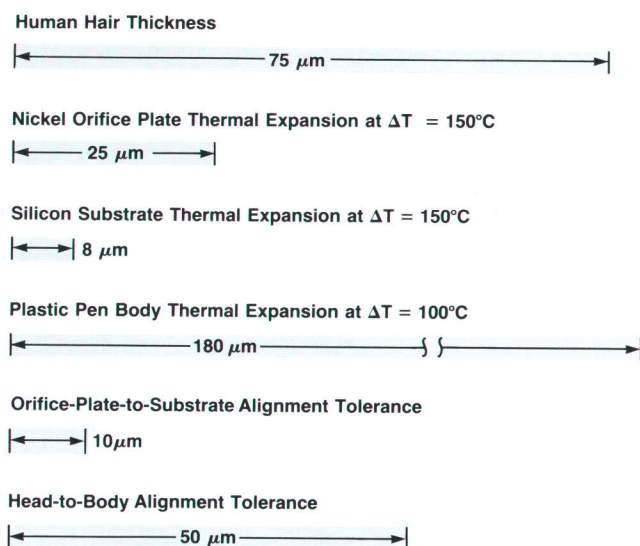 Human Hair Thickness
75 μm
Nickel Orifice Plate Thermal Expansion at ΔT = 150°C
25 μm
Silicon Substrate Thermal Expansion at ΔT = 150°C
8 μm
Plastic Pen Body Thermal Expansion at ΔT = 100°C
180 μm
Orifice-Plate-to-Substrate Alignment Tolerance
10μm
Head-to-Body Alignment Tolerance
50 μm